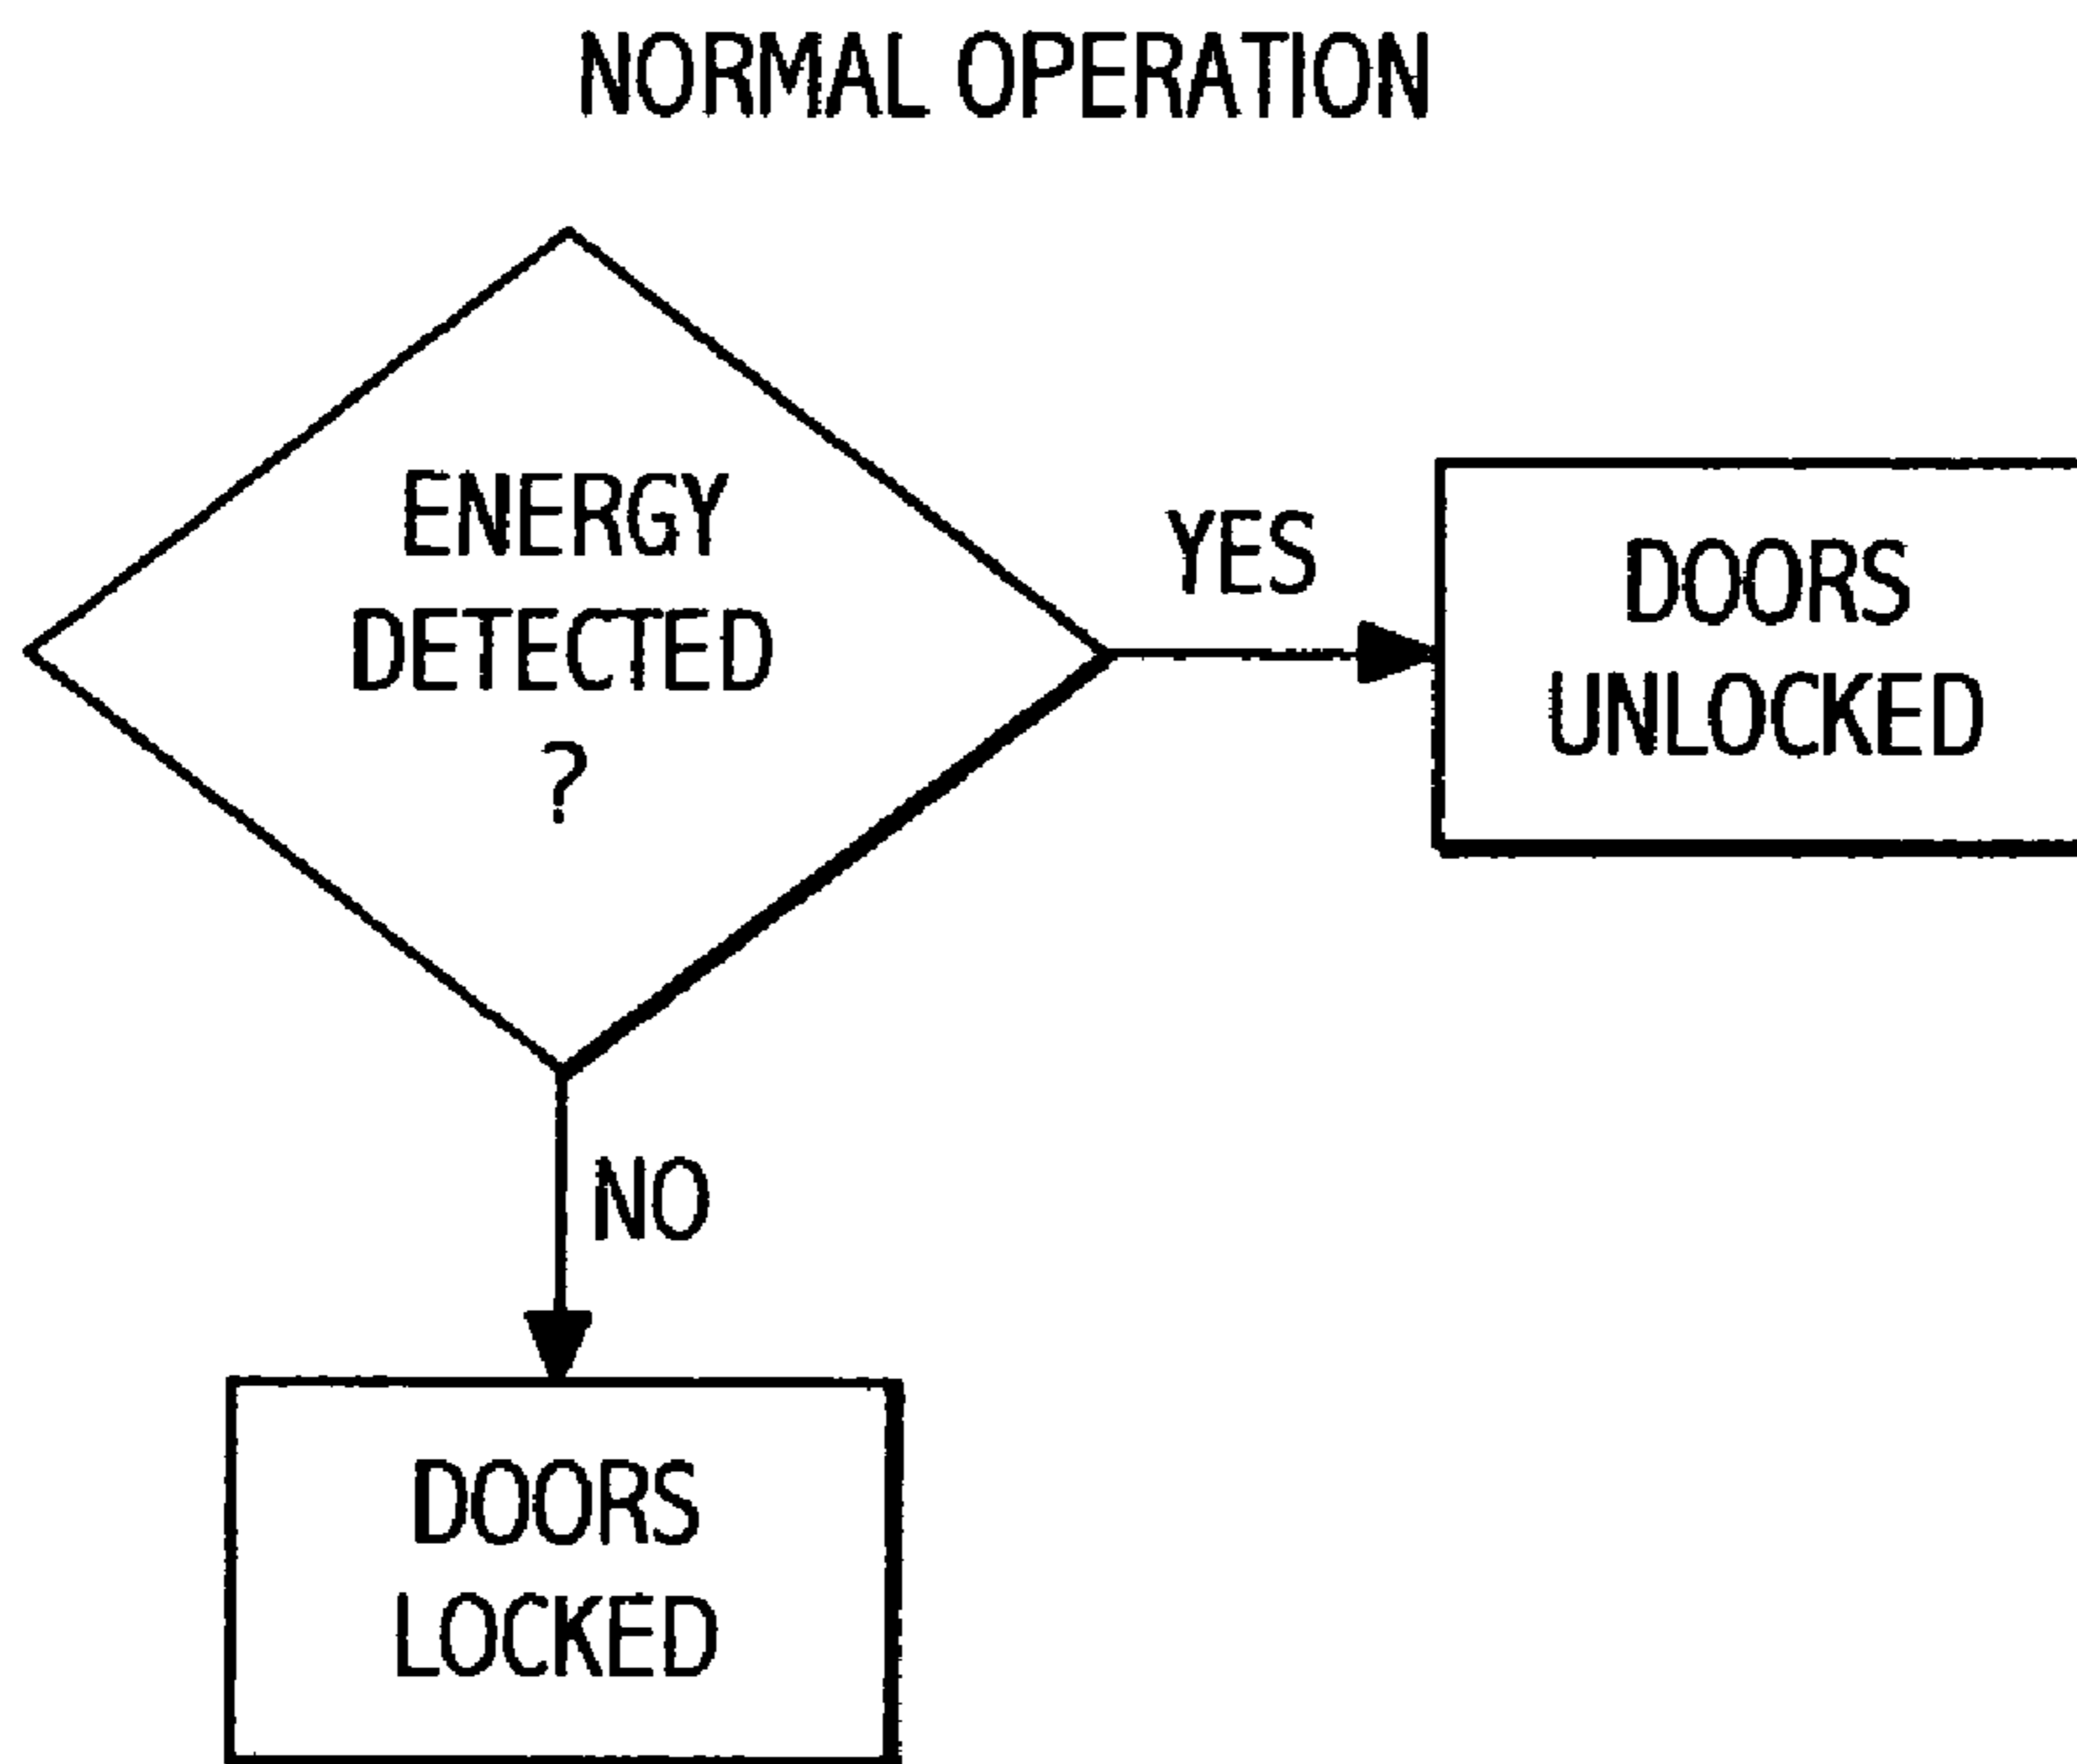 NORMAL OPERATION
ENERGY
DETECTED
?
YES
DOORS
UNLOCKED
NO
DOORS
LOCKED